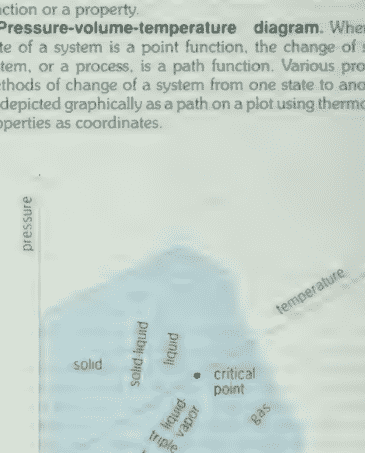 ction or a property.
Pressure-volume-temperature diagram. Whe
te of a system is a point function, the change of s
tem, or a process, is a path function. Various pro
thods of change of a system from one state to ano
depicted graphically as a path on a plot using thermo
operties as coordinates.
pressure
temperature
solid
solid liquid
liquid
critical
point
liquid
vapor
gas
triple